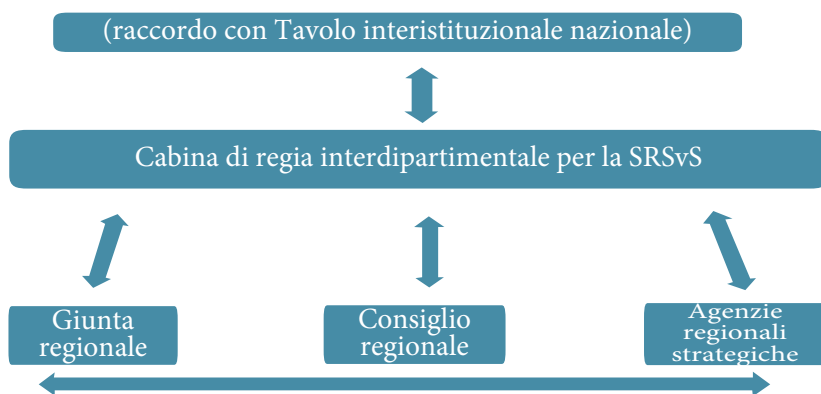 (raccordo con Tavolo interistituzionale nazionale)
Cabina di regia interdipartimentale per la SRSvS
Giunta
regionale
Consiglio
regionale
Agenzie
regionali
strategiche